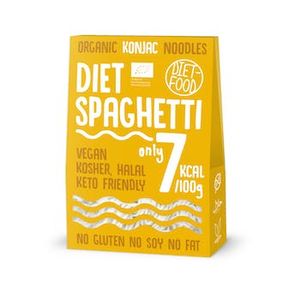 ORGANIC KONJAC NOODLES
DIET
SPAGHETTI
DIET-
FOOD
only 7 KCAL
/100g
VEGAN
KOSHER, HALAL
KETO FRIENDLY
NO GLUTEN NO SOY NO FAT